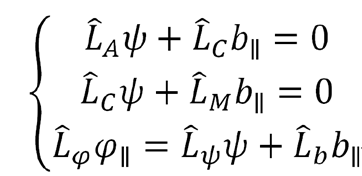 L̂_A ψ + L̂_C b_∥ = 0
L̂_C ψ + L̂_M b_∥ = 0
L̂_φ φ_∥ = L̂_ψ ψ + L̂_b b_∥